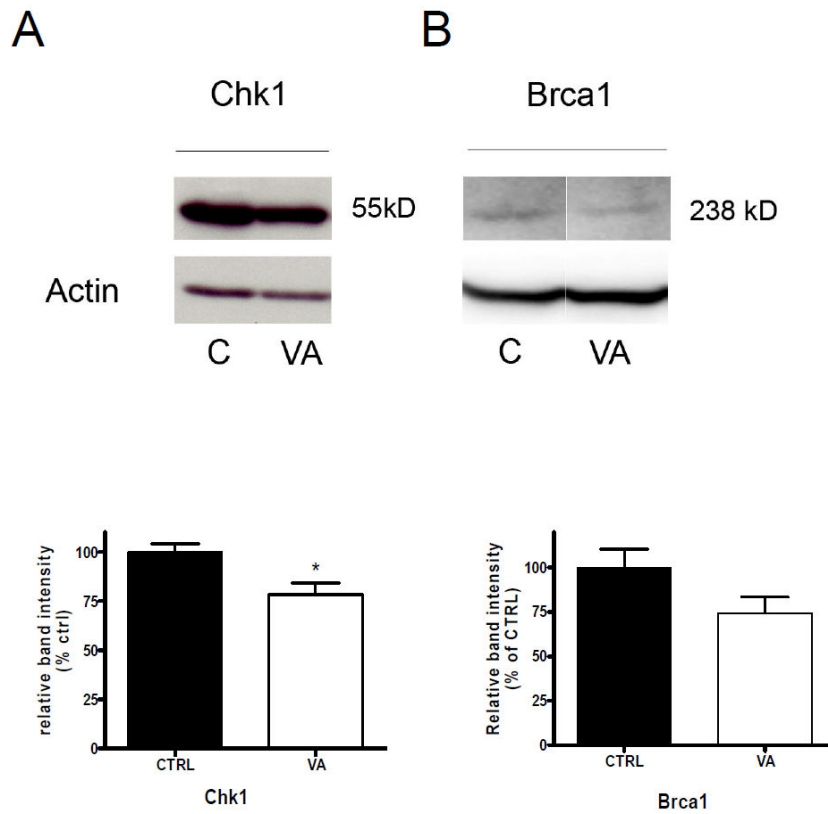 A
B
Chk1
Brca1
55kD
238 kD
Actin
C VA
C VA
relative band intensity
(% ctrl)
100
75
50
25
0
*
CTRL VA
Chk1
Relative band intensity
(% of CTRL)
100
75
50
25
0
CTRL VA
Brca1